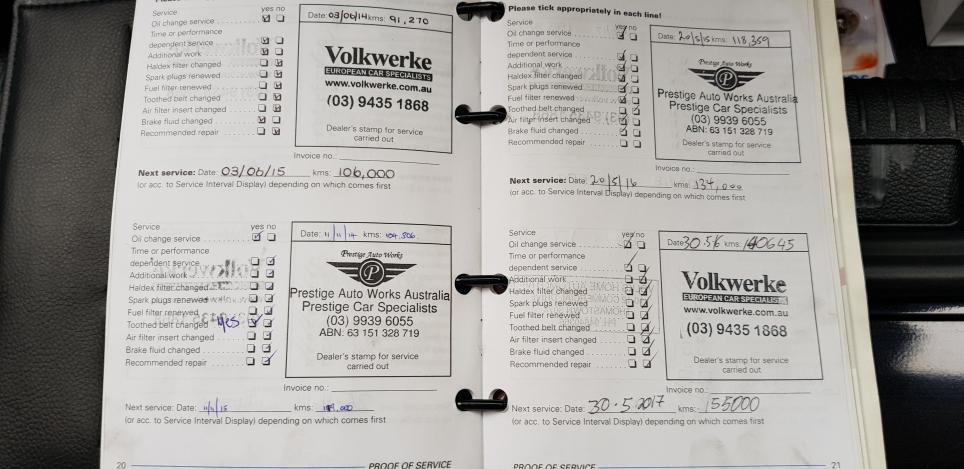 Service yes no
Oil change service
Time or performance
dependent service
Additional work
Haldex filter changed
Spark plugs renewed
Fuel filter renewed
Toothed belt changed
Air filter insert changed
Brake fluid changed
Recommended repair
Date: 03/06/14 kms: 91,270
Volkwerke
EUROPEAN CAR SPECIALISTS
www.volkwerke.com.au
(03) 9435 1868
Dealer's stamp for service
carried out
Invoice no.:
Next service: Date: 03/06/15 kms: 106,000
(or acc. to Service Interval Display) depending on which comes first
Service yes no
Oil change service
Time or performance
dependent service
Additional work
Haldex filter changed
Spark plugs renewed
Fuel filter renewed
Toothed belt changed YES
Air filter insert changed
Brake fluid changed
Recommended repair
Date: 11/11/14 kms: 104,506
Prestige Auto Works
P
Prestige Auto Works Australia
Prestige Car Specialists
(03) 9939 6055
ABN: 63 151 328 719
Dealer's stamp for service
carried out
Invoice no.:
Next service: Date: 11/11/15 kms:
(or acc. to Service Interval Display) depending on which comes first
20 PROOF OF SERVICE
Please tick appropriately in each line!
Service yes no
Oil change service
Time or performance
dependent service
Additional work
Haldex filter changed
Spark plugs renewed
Fuel filter renewed
Toothed belt changed
Air filter insert changed
Brake fluid changed
Recommended repair
Date: 20/5/15 kms: 118,359
Prestige Auto Works
P
Prestige Auto Works Australia
Prestige Car Specialists
(03) 9939 6055
ABN: 63 151 328 719
Dealer's stamp for service
carried out
Invoice no.:
Next service: Date: 20/5/16 kms: 134,000
(or acc. to Service Interval Display) depending on which comes first
Service yes no
Oil change service
Time or performance
dependent service
Additional work
Haldex filter changed
Spark plugs renewed
Fuel filter renewed
Toothed belt changed
Air filter insert changed
Brake fluid changed
Recommended repair
Date: 30.5.16 kms: 140645
Volkwerke
EUROPEAN CAR SPECIALISTS
www.volkwerke.com.au
(03) 9435 1868
Dealer's stamp for service
carried out
Invoice no.:
Next service: Date: 30.5.2017 kms: 155000
(or acc. to Service Interval Display) depending on which comes first
PROOF OF SERVICE 21